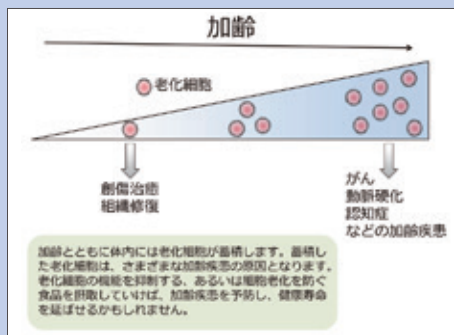 加齢
老化細胞
創傷治癒
組織修復
がん
動脈硬化
認知症
などの加齢疾患
加齢とともに体内には老化細胞が蓄積します。蓄積し
た老化細胞は、さまざまな加齢疾患の原因となります。
老化細胞の機能を抑制する、あるいは細胞老化を防ぐ
食品を摂取していけば、加齢疾患を予防し、健康寿命
を延ばせるかもしれません。